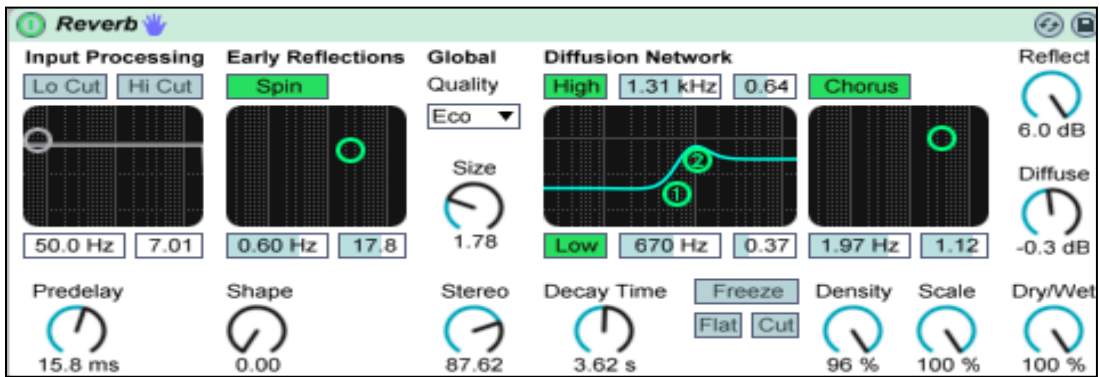 Reverb
Input Processing Early Reflections Global Diffusion Network Reflect
Lo Cut Hi Cut Spin Quality High 1.31 kHz 0.64 Chorus
Eco
6.0 dB
Size
2
Diffuse
1
1.78
50.0 Hz 7.01 0.60 Hz 17.8 Low 670 Hz 0.37 1.97 Hz 1.12 -0.3 dB
Predelay Shape Stereo Decay Time Freeze Density Scale Dry/Wet
Flat Cut
15.8 ms 0.00 87.62 3.62 s 96 % 100 % 100 %